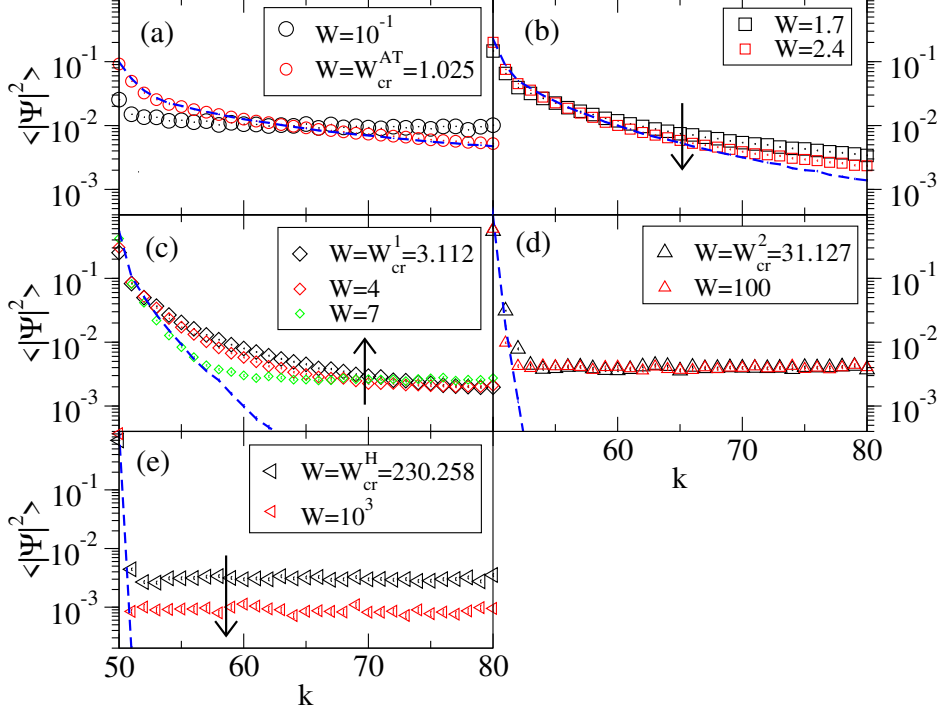 (a)
W=10^-1
W=W_cr^AT=1.025
<|Ψ|^2>
10^-1
10^-2
10^-3
(b)
W=1.7
W=2.4
10^-1
10^-2
10^-3
(c)
W=W_cr^1=3.112
W=4
W=7
<|Ψ|^2>
10^-1
10^-2
10^-3
(d)
W=W_cr^2=31.127
W=100
10^-1
10^-2
10^-3
60 70 80
k
(e)
W=W_cr^H=230.258
W=10^3
<|Ψ|^2>
10^-1
10^-2
10^-3
50 60 70 80
k